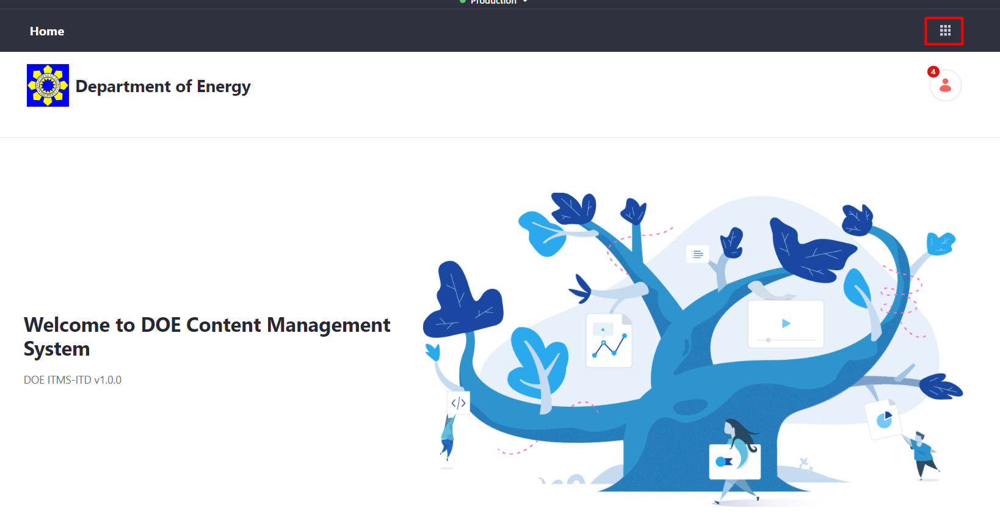 Production
Home
Department of Energy
4
Welcome to DOE Content Management
System
DOE ITMS-ITD v1.0.0